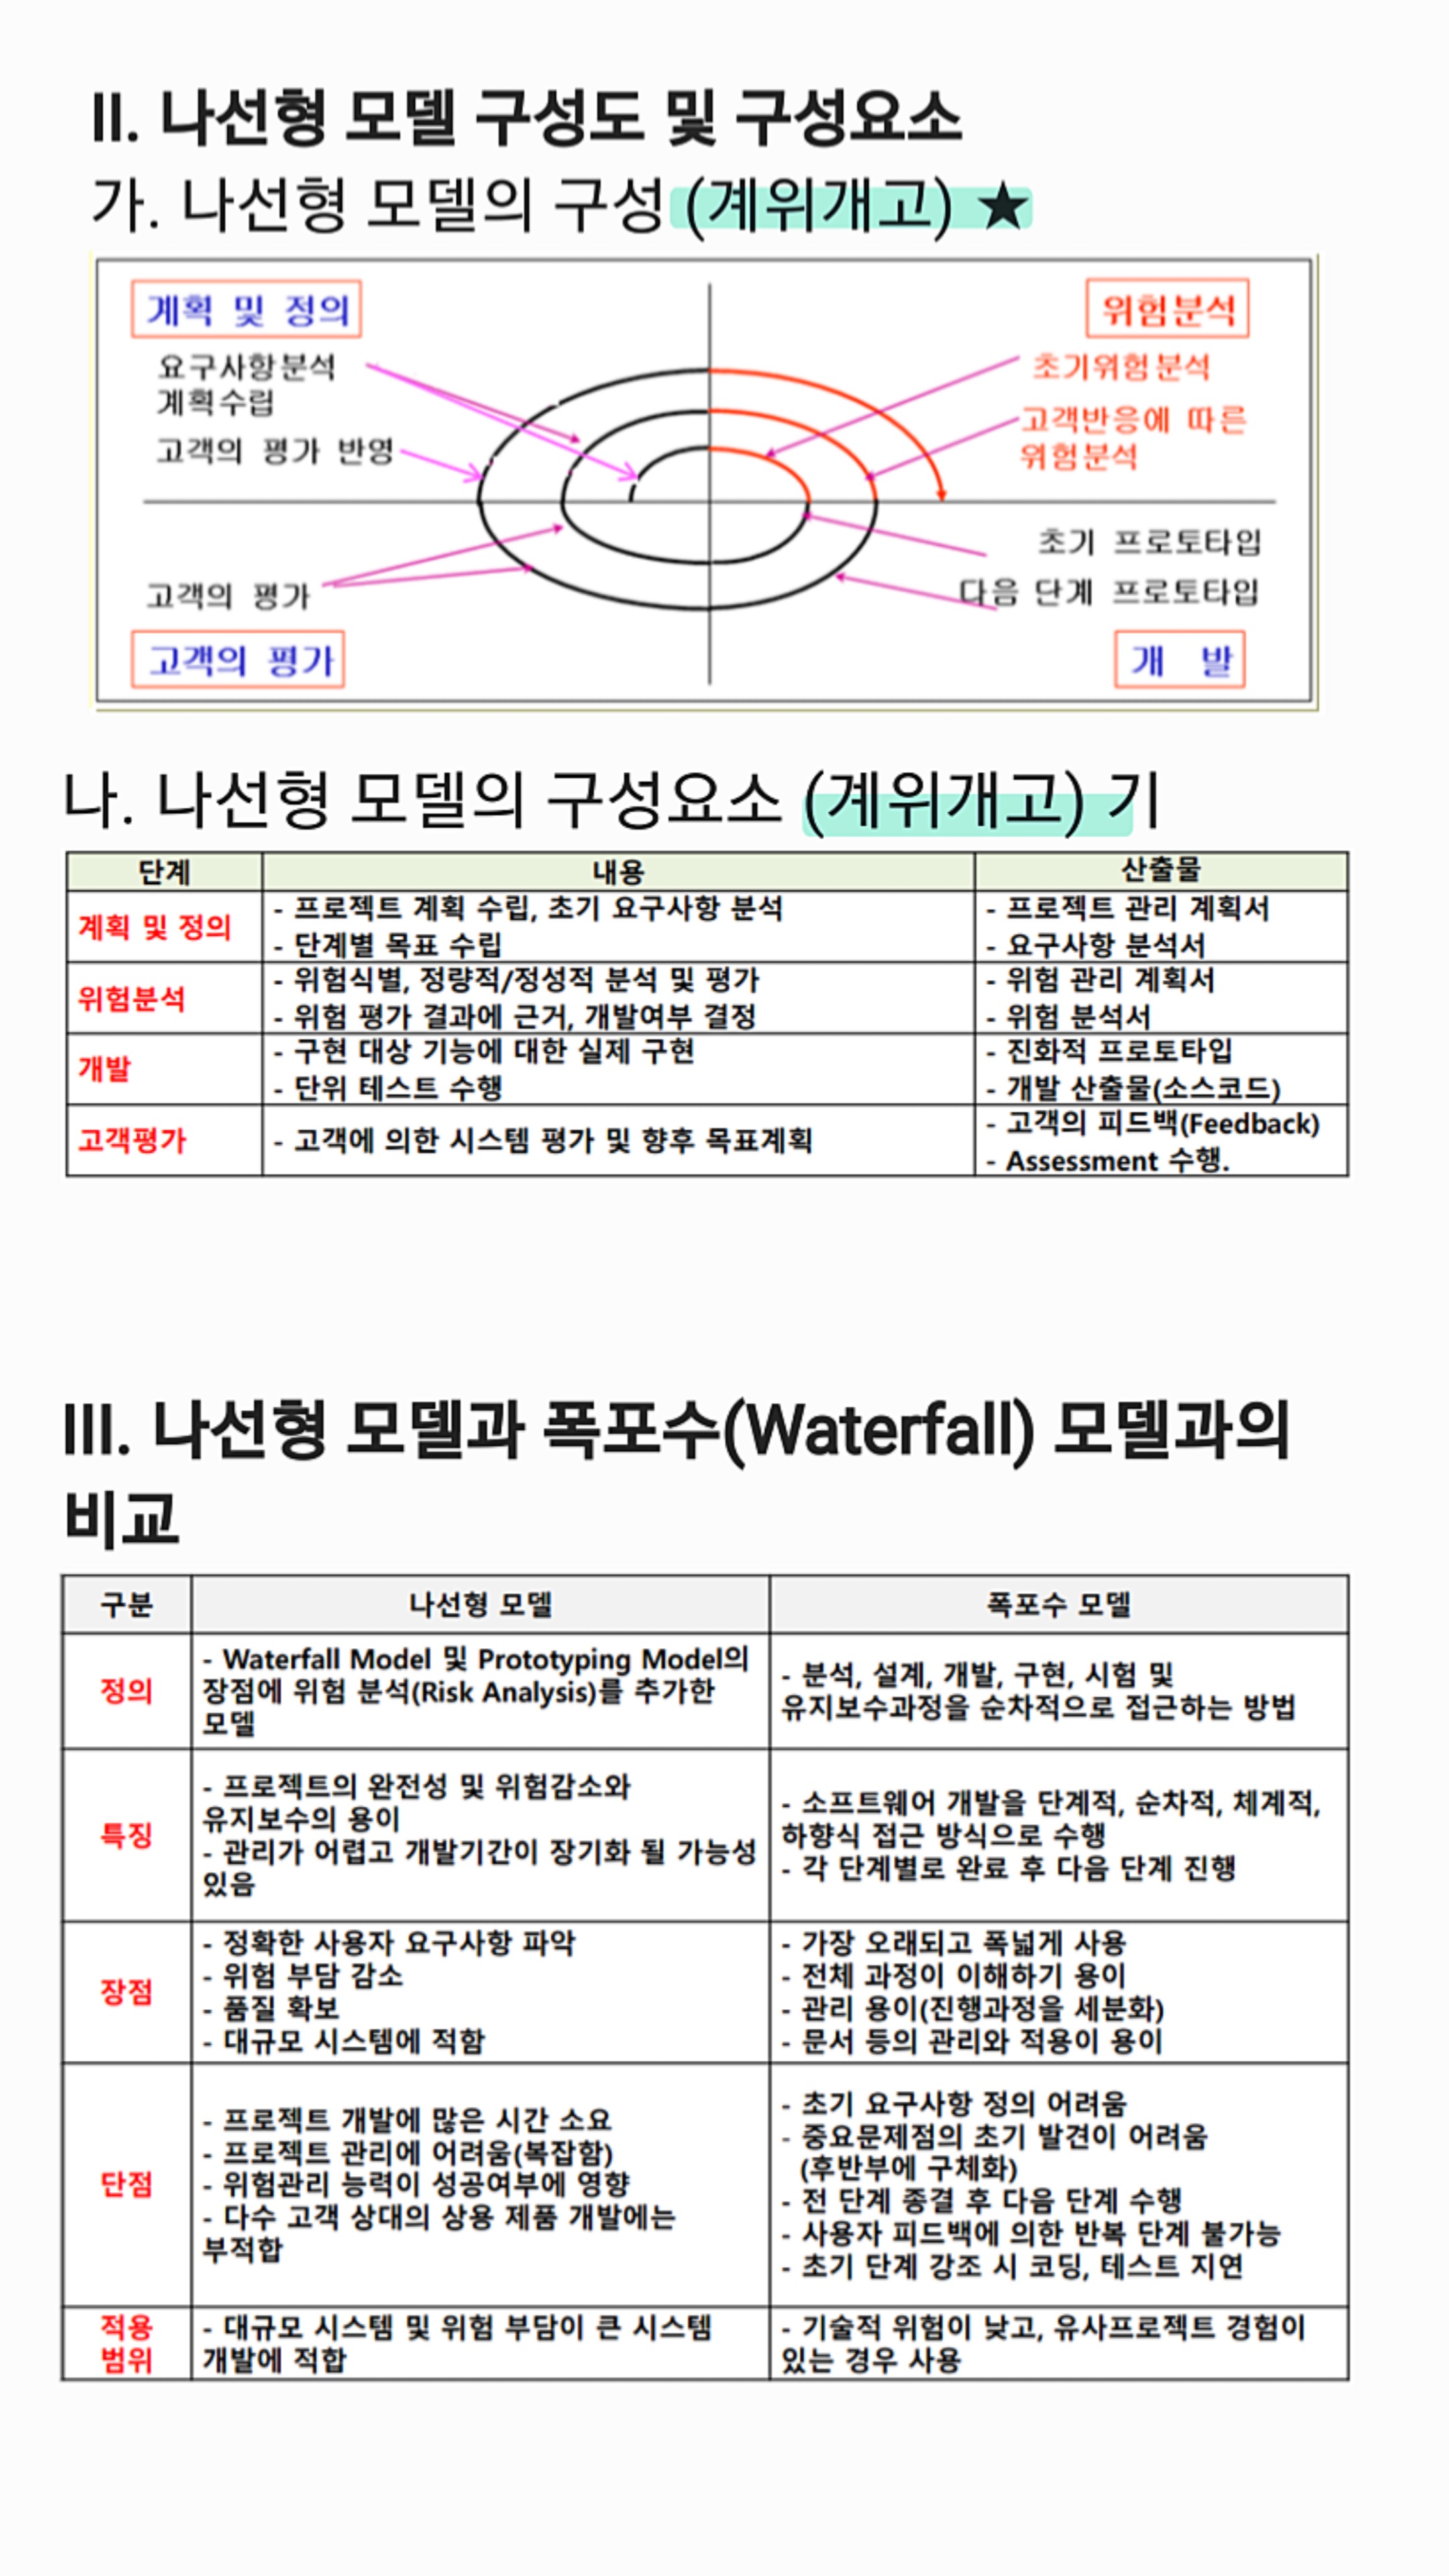 II. 나선형 모델 구성도 및 구성요소
가. 나선형 모델의 구성 (계위개고) ★
계획 및 정의
요구사항분석
계획수립
고객의 평가 반영
위험분석
초기위험분석
고객반응에 따른
위험분석
초기 프로토타입
다음 단계 프로토타입
고객의 평가
고객의 평가
개 발
나. 나선형 모델의 구성요소 (계위개고) 기
단계 내용 산출물
계획 및 정의
- 프로젝트 계획 수립, 초기 요구사항 분석
- 단계별 목표 수립
- 프로젝트 관리 계획서
- 요구사항 분석서
위험분석
- 위험식별, 정량적/정성적 분석 및 평가
- 위험 평가 결과에 근거, 개발여부 결정
- 위험 관리 계획서
- 위험 분석서
개발
- 구현 대상 기능에 대한 실제 구현
- 단위 테스트 수행
- 진화적 프로토타입
- 개발 산출물(소스코드)
고객평가
- 고객에 의한 시스템 평가 및 향후 목표계획
- 고객의 피드백(Feedback)
- Assessment 수행.
III. 나선형 모델과 폭포수(Waterfall) 모델과의
비교
구분 나선형 모델 폭포수 모델
정의
- Waterfall Model 및 Prototyping Model의
장점에 위험 분석(Risk Analysis)를 추가한
모델
- 분석, 설계, 개발, 구현, 시험 및
유지보수과정을 순차적으로 접근하는 방법
특징
- 프로젝트의 완전성 및 위험감소와
유지보수의 용이
- 관리가 어렵고 개발기간이 장기화 될 가능성
있음
- 소프트웨어 개발을 단계적, 순차적, 체계적,
하향식 접근 방식으로 수행
- 각 단계별로 완료 후 다음 단계 진행
장점
- 정확한 사용자 요구사항 파악
- 위험 부담 감소
- 품질 확보
- 대규모 시스템에 적함
- 가장 오래되고 폭넓게 사용
- 전체 과정이 이해하기 용이
- 관리 용이(진행과정을 세분화)
- 문서 등의 관리와 적용이 용이
단점
- 프로젝트 개발에 많은 시간 소요
- 프로젝트 관리에 어려움(복잡함)
- 위험관리 능력이 성공여부에 영향
- 다수 고객 상대의 상용 제품 개발에는
부적합
- 초기 요구사항 정의 어려움
- 중요문제점의 초기 발견이 어려움
(후반부에 구체화)
- 전 단계 종결 후 다음 단계 수행
- 사용자 피드백에 의한 반복 단계 불가능
- 초기 단계 강조 시 코딩, 테스트 지연
적용
범위
- 대규모 시스템 및 위험 부담이 큰 시스템
개발에 적합
- 기술적 위험이 낮고, 유사프로젝트 경험이
있는 경우 사용